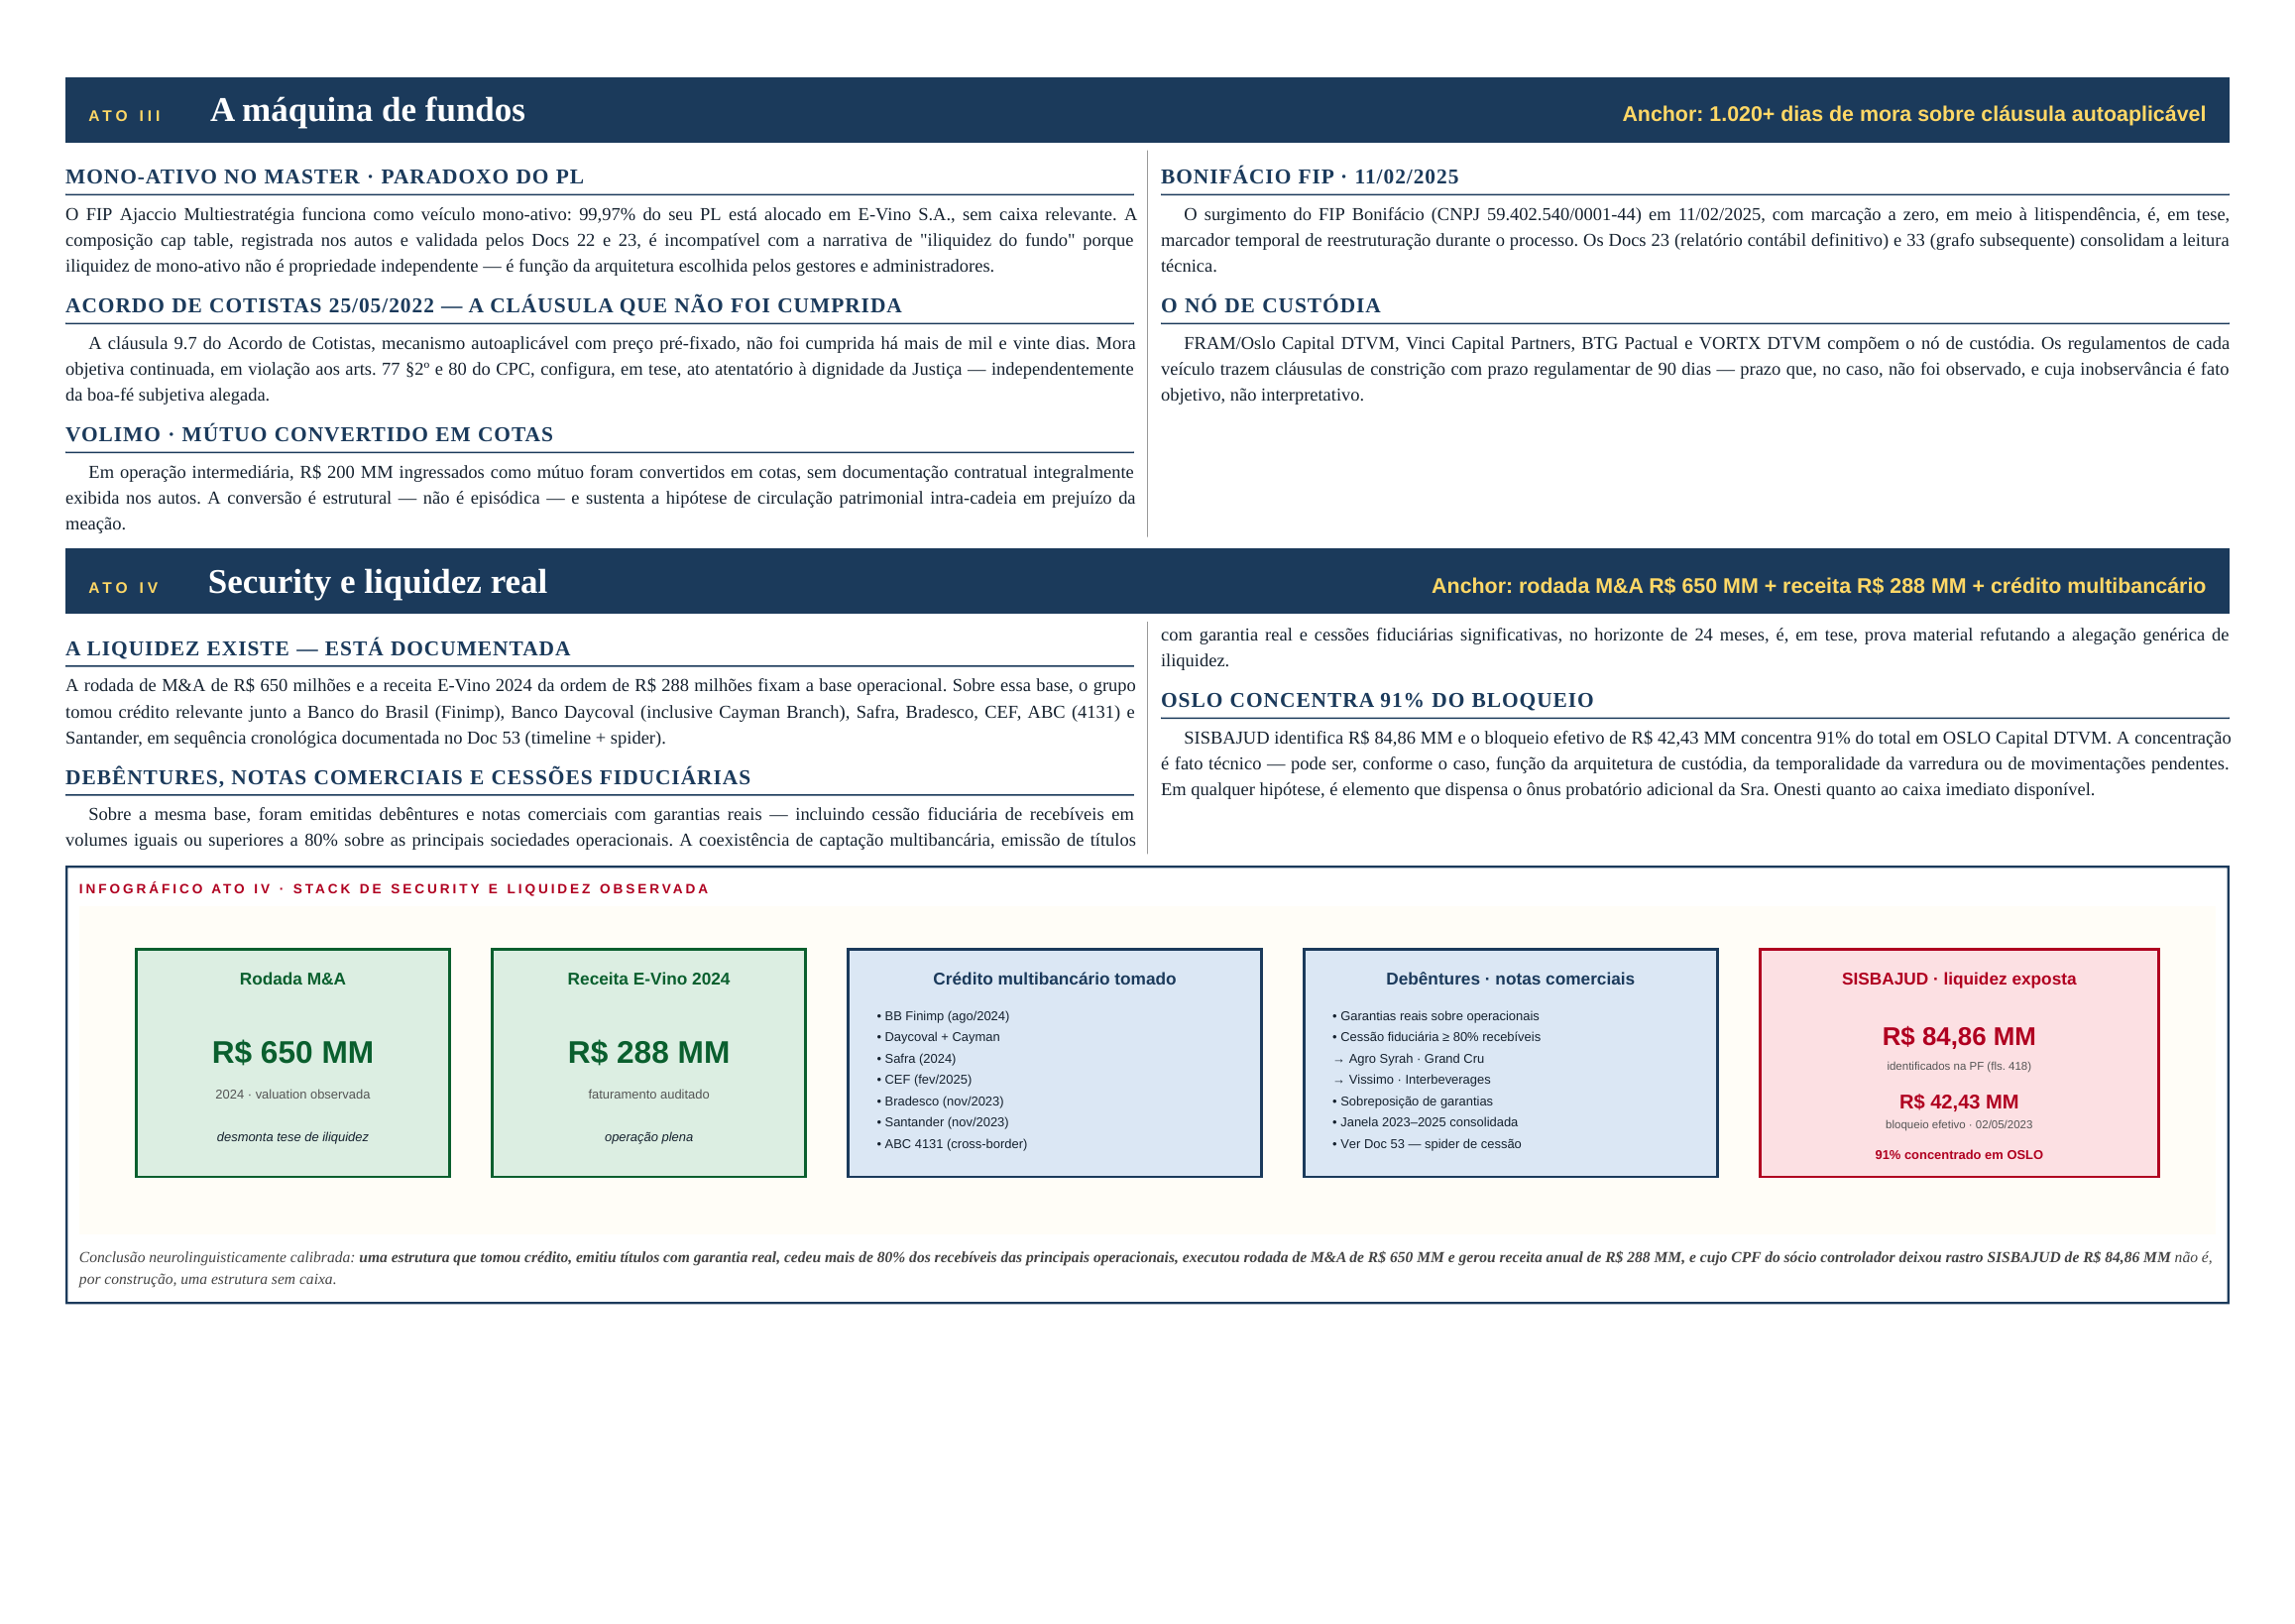 ATO III A máquina de fundos Anchor: 1.020+ dias de mora sobre cláusula autoaplicável
MONO-ATIVO NO MASTER · PARADOXO DO PL
O FIP Ajaccio Multiestratégia funciona como veículo mono-ativo: 99,97% do seu PL está alocado em E-Vino S.A., sem caixa relevante. A
composição cap table, registrada nos autos e validada pelos Docs 22 e 23, é incompatível com a narrativa de "iliquidez do fundo" porque
iliquidez de mono-ativo não é propriedade independente — é função da arquitetura escolhida pelos gestores e administradores.
ACORDO DE COTISTAS 25/05/2022 — A CLÁUSULA QUE NÃO FOI CUMPRIDA
A cláusula 9.7 do Acordo de Cotistas, mecanismo autoaplicável com preço pré-fixado, não foi cumprida há mais de mil e vinte dias. Mora
objetiva continuada, em violação aos arts. 77 §2º e 80 do CPC, configura, em tese, ato atentatório à dignidade da Justiça — independentemente
da boa-fé subjetiva alegada.
VOLIMO · MÚTUO CONVERTIDO EM COTAS
Em operação intermediária, R$ 200 MM ingressados como mútuo foram convertidos em cotas, sem documentação contratual integralmente
exibida nos autos. A conversão é estrutural — não é episódica — e sustenta a hipótese de circulação patrimonial intra-cadeia em prejuízo da
meação.
BONIFÁCIO FIP · 11/02/2025
O surgimento do FIP Bonifácio (CNPJ 59.402.540/0001-44) em 11/02/2025, com marcação a zero, em meio à litispendência, é, em tese,
marcador temporal de reestruturação durante o processo. Os Docs 23 (relatório contábil definitivo) e 33 (grafo subsequente) consolidam a leitura
técnica.
O NÓ DE CUSTÓDIA
FRAM/Oslo Capital DTVM, Vinci Capital Partners, BTG Pactual e VORTX DTVM compõem o nó de custódia. Os regulamentos de cada
veículo trazem cláusulas de constrição com prazo regulamentar de 90 dias — prazo que, no caso, não foi observado, e cuja inobservância é fato
objetivo, não interpretativo.
ATO IV Security e liquidez real Anchor: rodada M&A R$ 650 MM + receita R$ 288 MM + crédito multibancário
A LIQUIDEZ EXISTE — ESTÁ DOCUMENTADA
A rodada de M&A de R$ 650 milhões e a receita E-Vino 2024 da ordem de R$ 288 milhões fixam a base operacional. Sobre essa base, o grupo
tomou crédito relevante junto a Banco do Brasil (Finimp), Banco Daycoval (inclusive Cayman Branch), Safra, Bradesco, CEF, ABC (4131) e
Santander, em sequência cronológica documentada no Doc 53 (timeline + spider).
DEBÊNTURES, NOTAS COMERCIAIS E CESSÕES FIDUCIÁRIAS
Sobre a mesma base, foram emitidas debêntures e notas comerciais com garantias reais — incluindo cessão fiduciária de recebíveis em
volumes iguais ou superiores a 80% sobre as principais sociedades operacionais. A coexistência de captação multibancária, emissão de títulos
com garantia real e cessões fiduciárias significativas, no horizonte de 24 meses, é, em tese, prova material refutando a alegação genérica de
iliquidez.
OSLO CONCENTRA 91% DO BLOQUEIO
SISBAJUD identifica R$ 84,86 MM e o bloqueio efetivo de R$ 42,43 MM concentra 91% do total em OSLO Capital DTVM. A concentração
é fato técnico — pode ser, conforme o caso, função da arquitetura de custódia, da temporalidade da varredura ou de movimentações pendentes.
Em qualquer hipótese, é elemento que dispensa o ônus probatório adicional da Sra. Onesti quanto ao caixa imediato disponível.
INFOGRÁFICO ATO IV · STACK DE SECURITY E LIQUIDEZ OBSERVADA
Rodada M&A
R$ 650 MM
2024 · valuation observada
desmonta tese de iliquidez
Receita E-Vino 2024
R$ 288 MM
faturamento auditado
operação plena
Crédito multibancário tomado
• BB Finimp (ago/2024)
• Daycoval + Cayman
• Safra (2024)
• CEF (fev/2025)
• Bradesco (nov/2023)
• Santander (nov/2023)
• ABC 4131 (cross-border)
Debêntures · notas comerciais
• Garantias reais sobre operacionais
• Cessão fiduciária ≥ 80% recebíveis
→ Agro Syrah · Grand Cru
→ Vissimo · Interbeverages
• Sobreposição de garantias
• Janela 2023–2025 consolidada
• Ver Doc 53 — spider de cessão
SISBAJUD · liquidez exposta
R$ 84,86 MM
identificados na PF (fls. 418)
R$ 42,43 MM
bloqueio efetivo · 02/05/2023
91% concentrado em OSLO
Conclusão neurolinguisticamente calibrada: uma estrutura que tomou crédito, emitiu títulos com garantia real, cedeu mais de 80% dos recebíveis das principais operacionais, executou rodada de M&A de R$ 650 MM e gerou receita anual de R$ 288 MM, e cujo CPF do sócio controlador deixou rastro SISBAJUD de R$ 84,86 MM não é,
por construção, uma estrutura sem caixa.